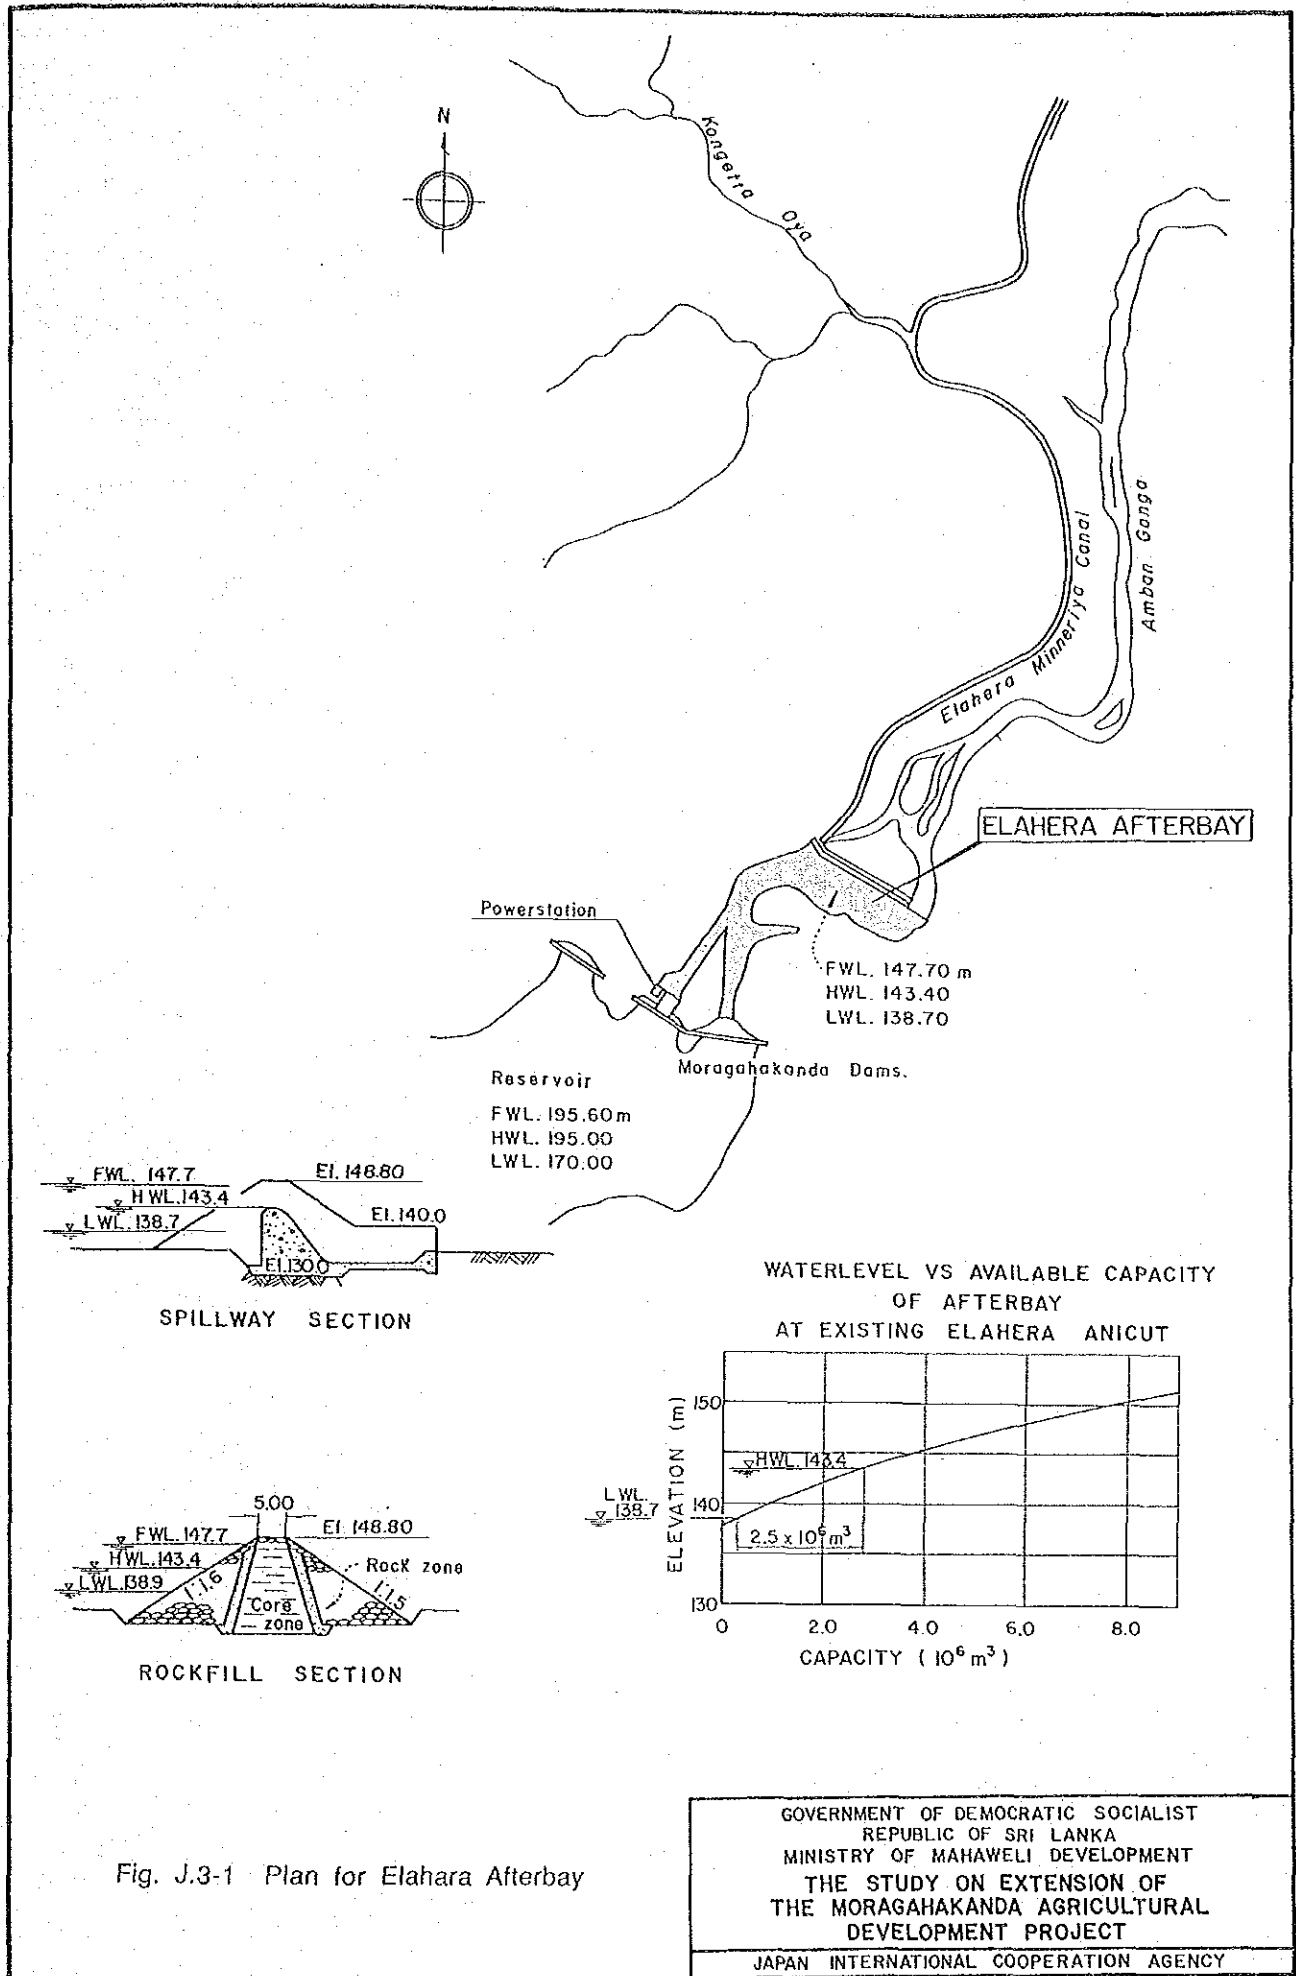 N
Kongetta Oya
Elahera Minneriya Canal
Amban Ganga
ELAHERA AFTERBAY
Powerstation
FWL. 147.70 m
HWL. 143.40
LWL. 138.70
Moragahakanda Dams.
Reservoir
FWL. 195.60m
HWL. 195.00
LWL. 170.00
FWL. 147.7
El. 148.80
HWL. 143.4
LWL. 138.7
El. 140.0
El. 130.0
SPILLWAY SECTION
WATERLEVEL VS AVAILABLE CAPACITY
OF AFTERBAY
AT EXISTING ELAHERA ANICUT
ELEVATION (m)
150
HWL. 143.4
LWL.
138.7
140
2.5 x 10⁶ m³
130
0 2.0 4.0 6.0 8.0
CAPACITY ( 10⁶ m³ )
5.00
FWL. 147.7
El. 148.80
HWL. 143.4
LWL. 138.9
1:1.6
Rock zone
1:1.5
Core
zone
ROCKFILL SECTION
Fig. J.3-1 Plan for Elahara Afterbay
GOVERNMENT OF DEMOCRATIC SOCIALIST
REPUBLIC OF SRI LANKA
MINISTRY OF MAHAWELI DEVELOPMENT
THE STUDY ON EXTENSION OF
THE MORAGAHAKANDA AGRICULTURAL
DEVELOPMENT PROJECT
JAPAN INTERNATIONAL COOPERATION AGENCY